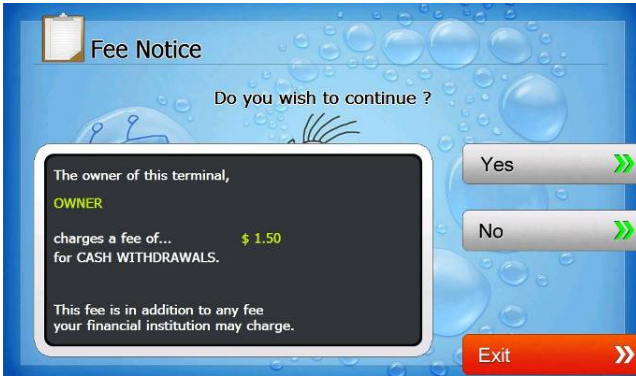 Fee Notice
Do you wish to continue ?
The owner of this terminal,
OWNER
charges a fee of... $ 1.50
for CASH WITHDRAWALS.
This fee is in addition to any fee
your financial institution may charge.
Yes
No
Exit